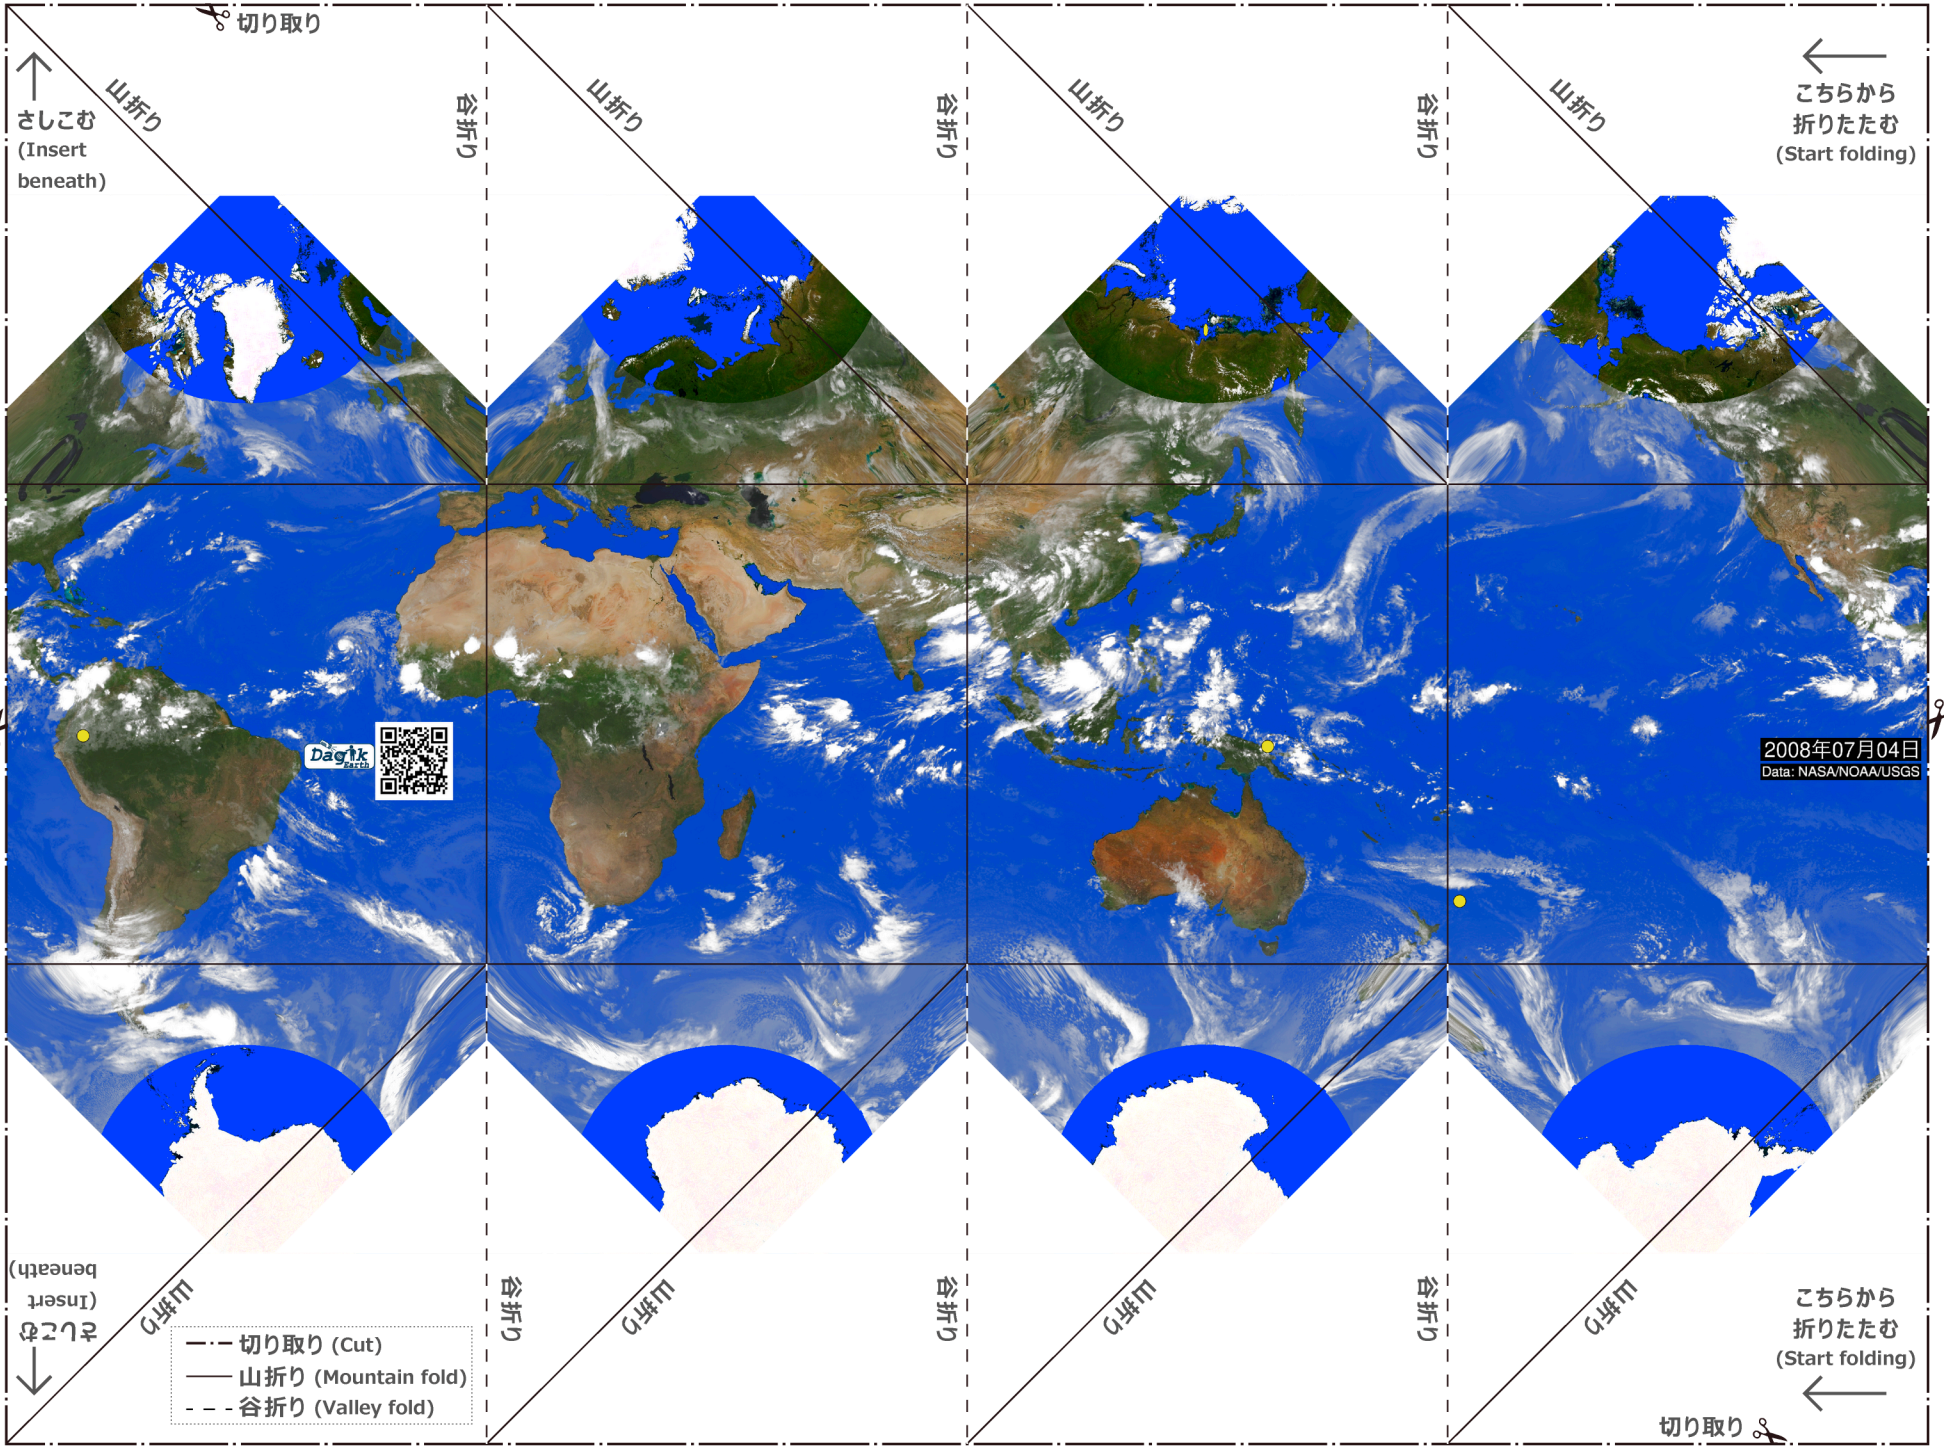 切り取り
山折り
谷折り
山折り
谷折り
山折り
谷折り
山折り
さしこむ
(Insert
beneath)
こちらから
折りたたむ
(Start folding)
Dagik
Earth
2008年07月04日
Data: NASA/NOAA/USGS
さしこむ
(Insert
beneath)
山折り
谷折り
山折り
谷折り
山折り
谷折り
山折り
こちらから
折りたたむ
(Start folding)
切り取り (Cut)
山折り (Mountain fold)
谷折り (Valley fold)
切り取り